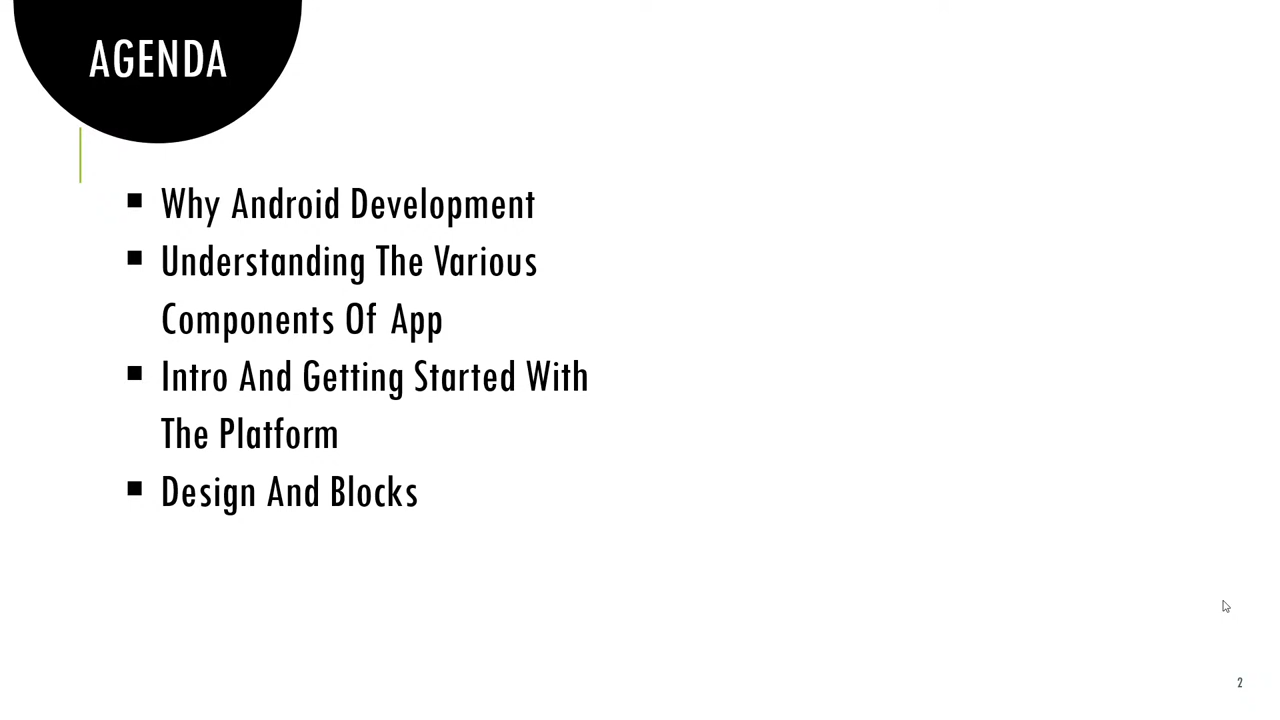 AGENDA
▪ Why Android Development
▪ Understanding The Various
Components Of App
▪ Intro And Getting Started With
The Platform
▪ Design And Blocks
2